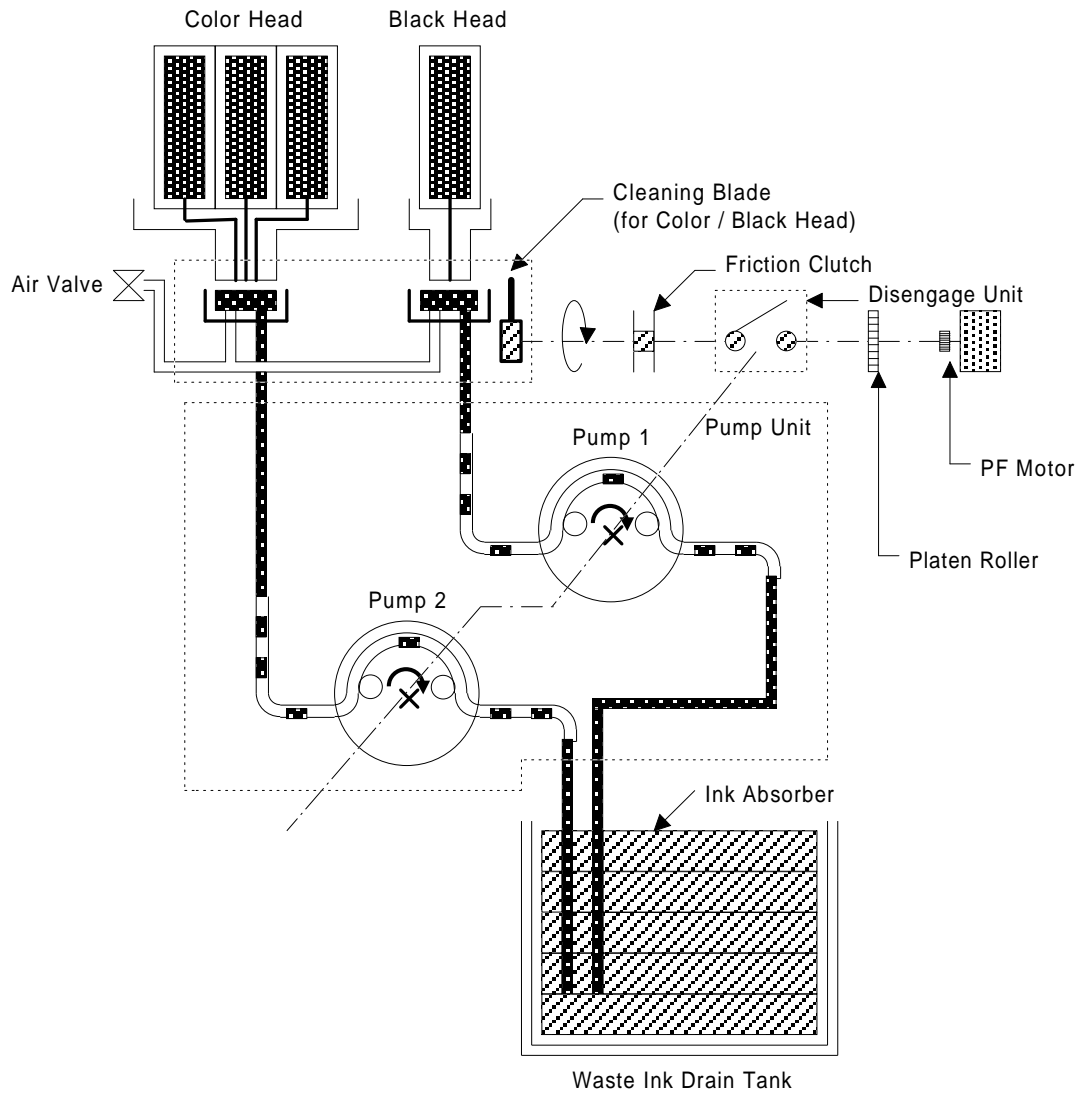 Color Head
Black Head
Cleaning Blade
(for Color / Black Head)
Friction Clutch
Air Valve
Disengage Unit
Pump Unit
Pump 1
PF Motor
Platen Roller
Pump 2
Ink Absorber
Waste Ink Drain Tank